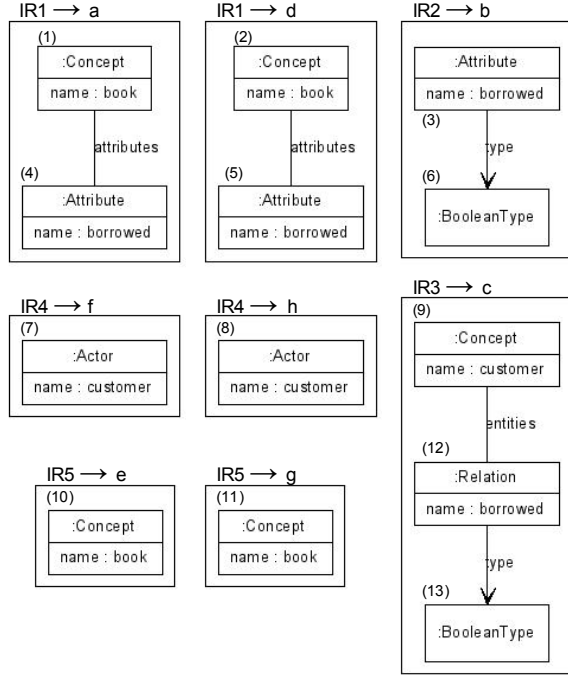 IR1 → a
(1)
:Concept
name : book
attributes
(4)
:Attribute
name : borrowed
IR1 → d
(2)
:Concept
name : book
attributes
(5)
:Attribute
name : borrowed
IR2 → b
:Attribute
name : borrowed
(3)
type
(6)
:BooleanType
IR4 → f
(7)
:Actor
name : customer
IR4 → h
(8)
:Actor
name : customer
IR3 → c
(9)
:Concept
name : customer
entities
(12)
:Relation
name : borrowed
type
(13)
:BooleanType
IR5 → e
(10)
:Concept
name : book
IR5 → g
(11)
:Concept
name : book